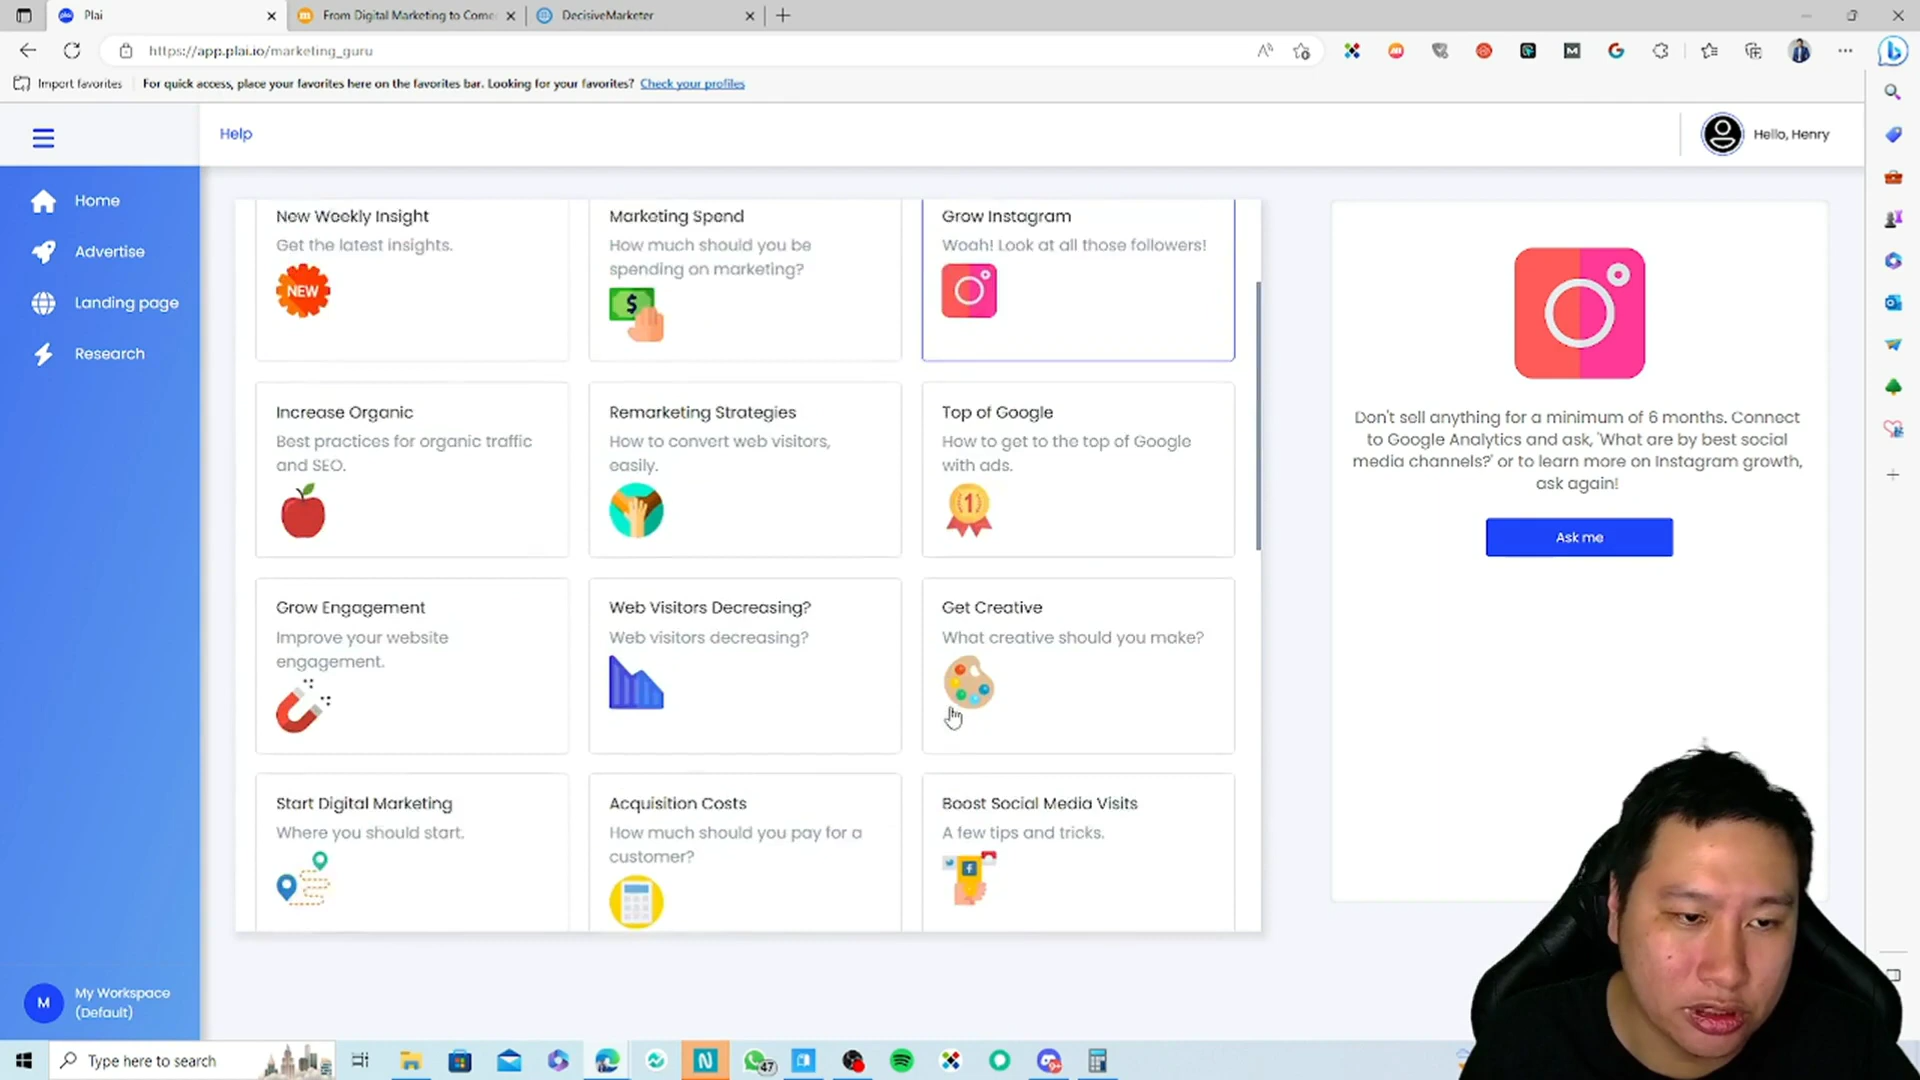 Plai
From Digital Marketing to Come
DecisiveMarketer
https://app.plai.io/marketing_guru
Import favorites
For quick access, place your favorites here on the favorites bar. Looking for your favorites? Check your profiles
Help
Hello, Henry
Home
Advertise
Landing page
Research
New Weekly Insight
Get the latest insights.
NEW
Marketing Spend
How much should you be
spending on marketing?
Grow Instagram
Woah! Look at all those followers!
Increase Organic
Best practices for organic traffic
and SEO.
Remarketing Strategies
How to convert web visitors,
easily.
Top of Google
How to get to the top of Google
with ads.
1
Grow Engagement
Improve your website
engagement.
Web Visitors Decreasing?
Web visitors decreasing?
Get Creative
What creative should you make?
Start Digital Marketing
Where you should start.
Acquisition Costs
How much should you pay for a
customer?
Boost Social Media Visits
A few tips and tricks.
Don't sell anything for a minimum of 6 months. Connect
to Google Analytics and ask, 'What are by best social
media channels?' or to learn more on Instagram growth,
ask again!
Ask me
M
My Workspace
(Default)
Type here to search
47